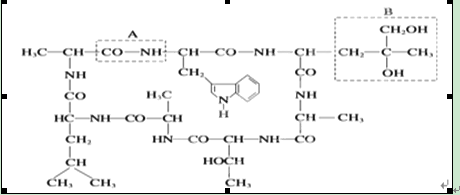 A B
CH₂OH
H₃C—CH—CO—NH—CH—CO—NH—CH—CH₂—C—CH₃
NH CH₂ CO OH
CO H₃C N NH
H
HC—NH—CO—CH CH—CH₃
CH₂ HN—CO—CH—NH—CO
CH HOCH
CH₃ CH₃ CH₃